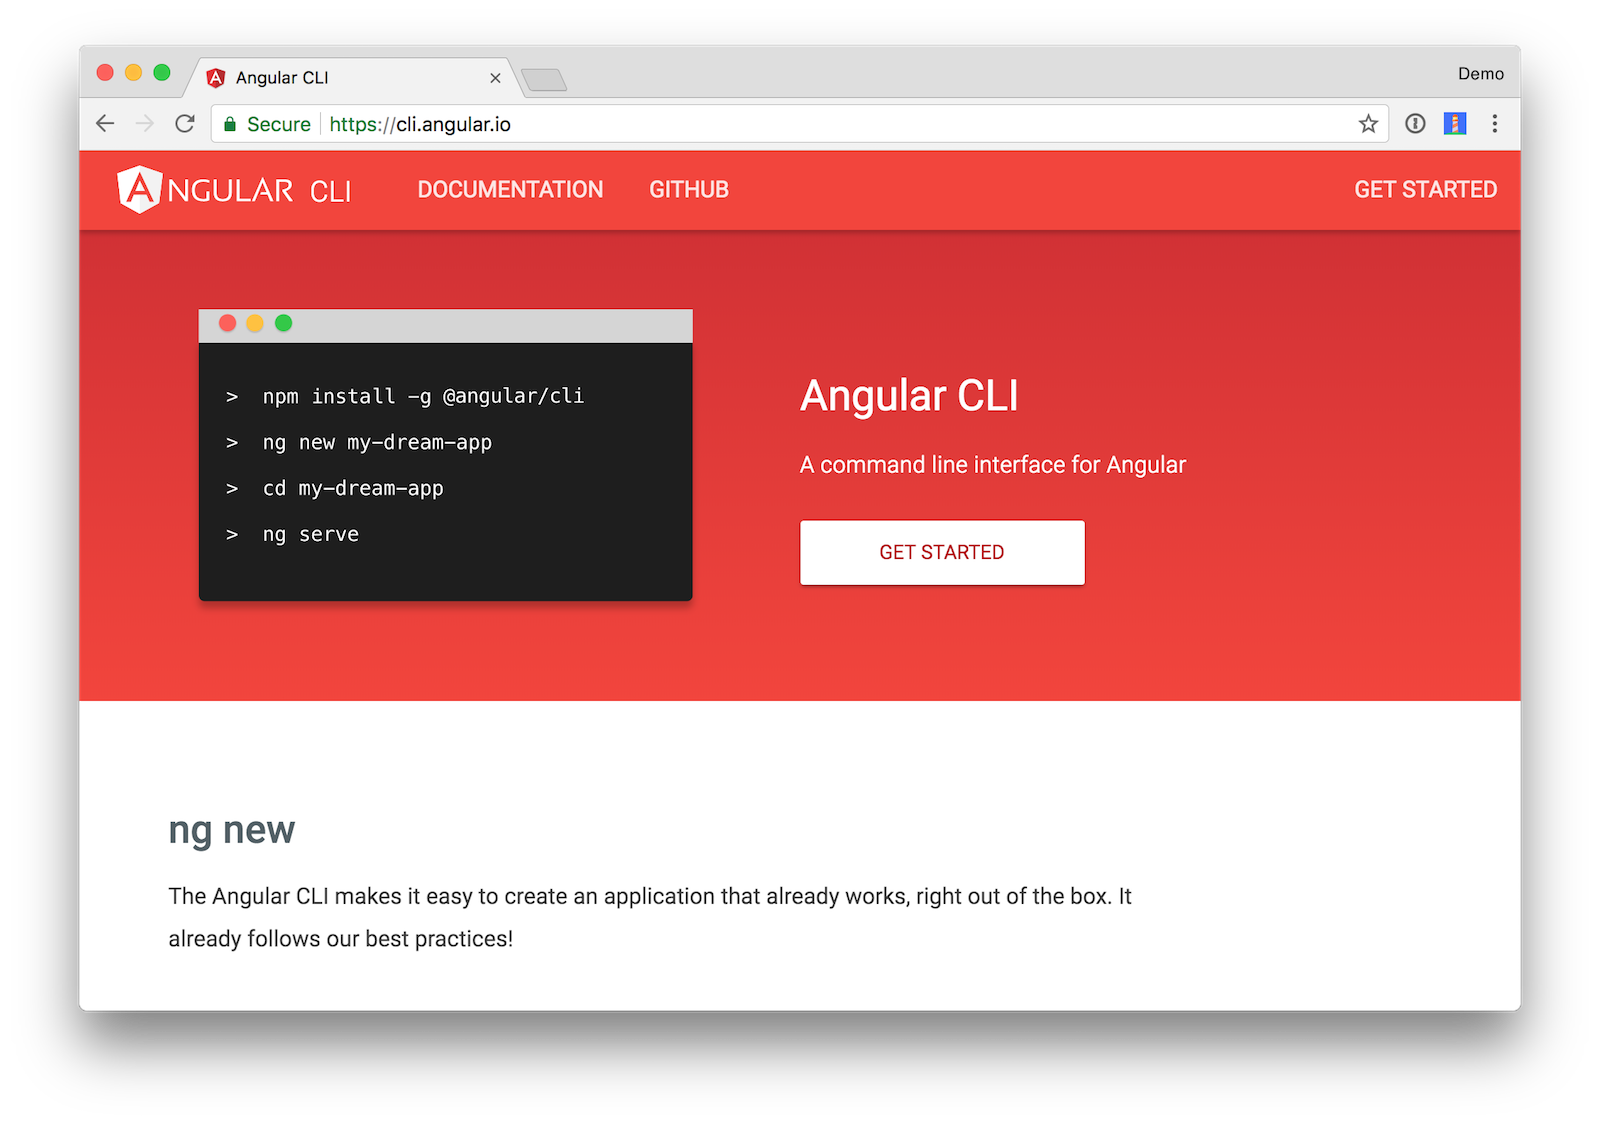 Angular CLI
Demo
Secure https://cli.angular.io
ANGULAR CLI DOCUMENTATION GITHUB GET STARTED
> npm install -g @angular/cli
> ng new my-dream-app
> cd my-dream-app
> ng serve
Angular CLI
A command line interface for Angular
GET STARTED
ng new
The Angular CLI makes it easy to create an application that already works, right out of the box. It
already follows our best practices!